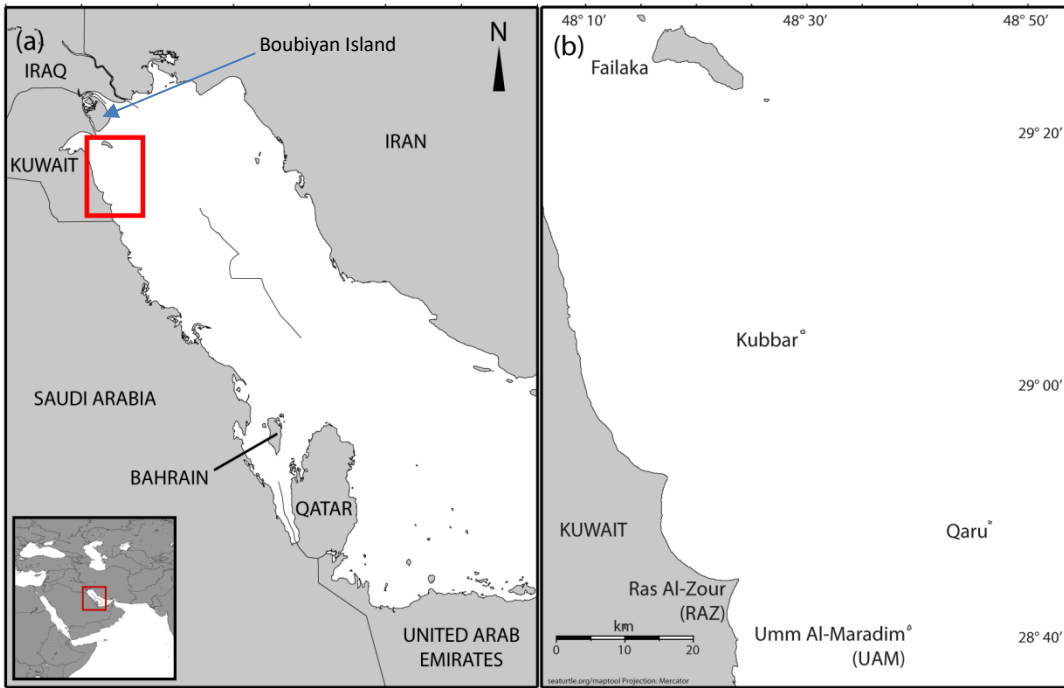 (a)
Boubiyan Island
N
IRAQ
IRAN
KUWAIT
SAUDI ARABIA
BAHRAIN
QATAR
UNITED ARAB
EMIRATES
48° 10'
48° 30'
48° 50'
(b)
Failaka
29° 20'
Kubbar
29° 00'
KUWAIT
Qaru
Ras Al-Zour
(RAZ)
km
0
10
20
Umm Al-Maradim
(UAM)
28° 40'
seaturtle.org/maptool Projection: Mercator